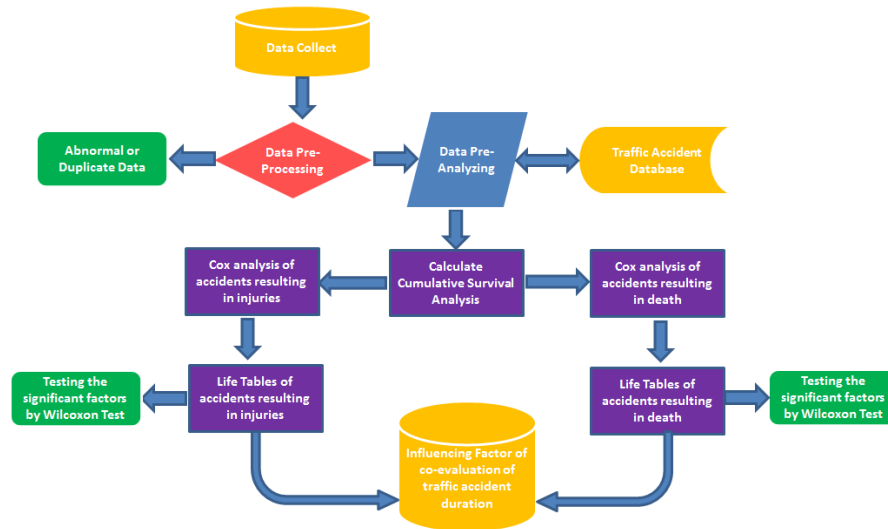 Data Collect
Abnormal or
Duplicate Data
Data Pre-
Processing
Data Pre-
Analyzing
Traffic Accident
Database
Cox analysis of
accidents resulting
in injuries
Calculate
Cumulative Survival
Analysis
Cox analysis of
accidents resulting
in death
Testing the
significant factors
by Wilcoxon Test
Life Tables of
accidents resulting
in injuries
Life Tables of
accidents resulting
in death
Testing the
significant factors
by Wilcoxon Test
Influencing Factor of
co-evaluation of
traffic accident
duration